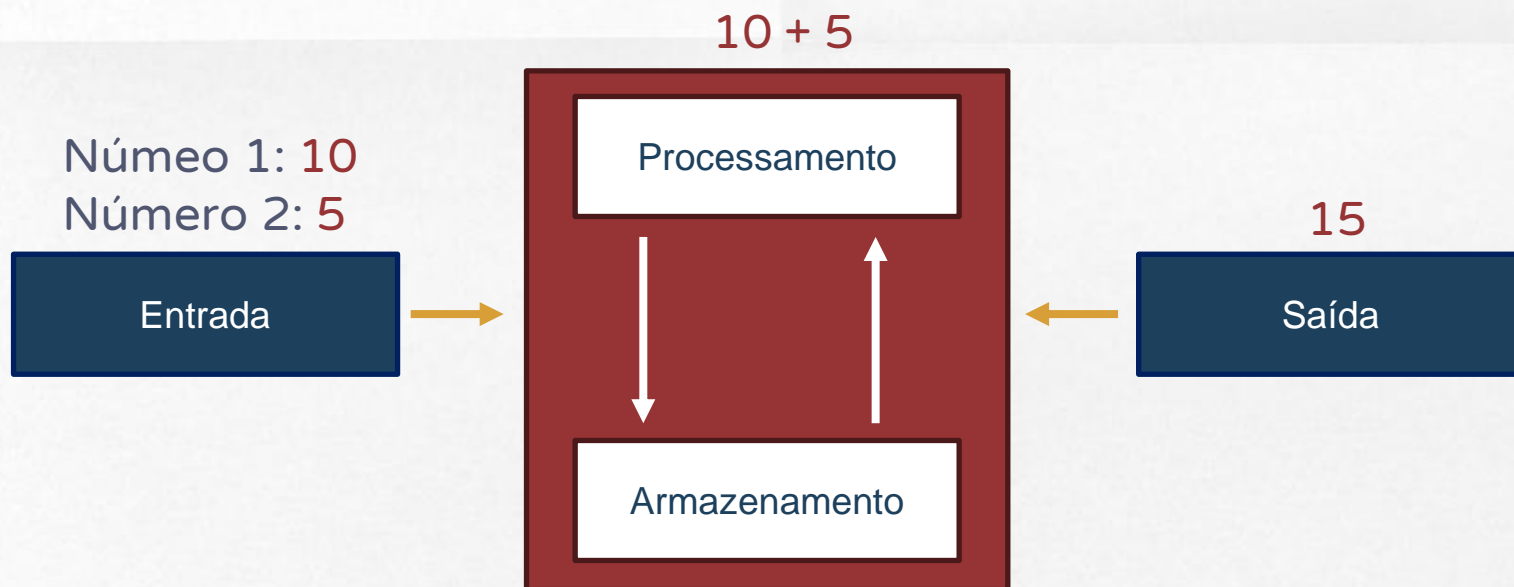 10 + 5
Númeo 1: 10
Número 2: 5
Entrada
Processamento
Armazenamento
15
Saída